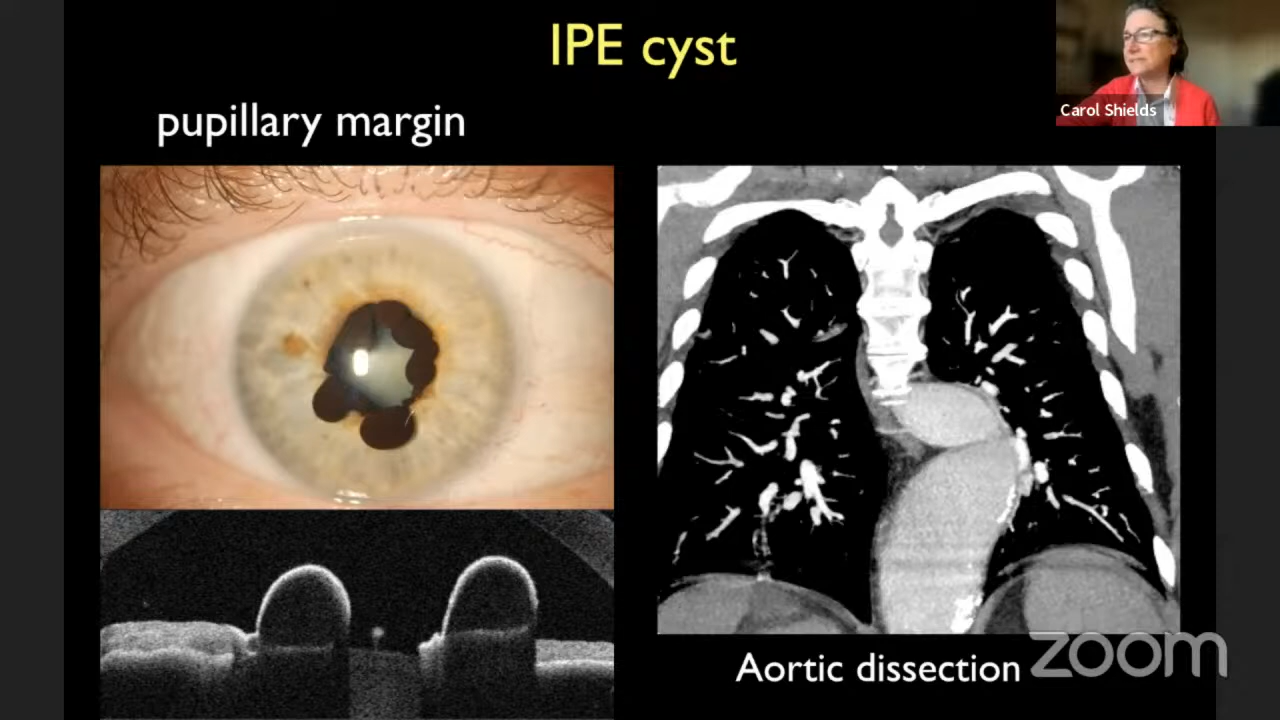 IPE cyst
pupillary margin
Carol Shields
Aortic dissection
zoom